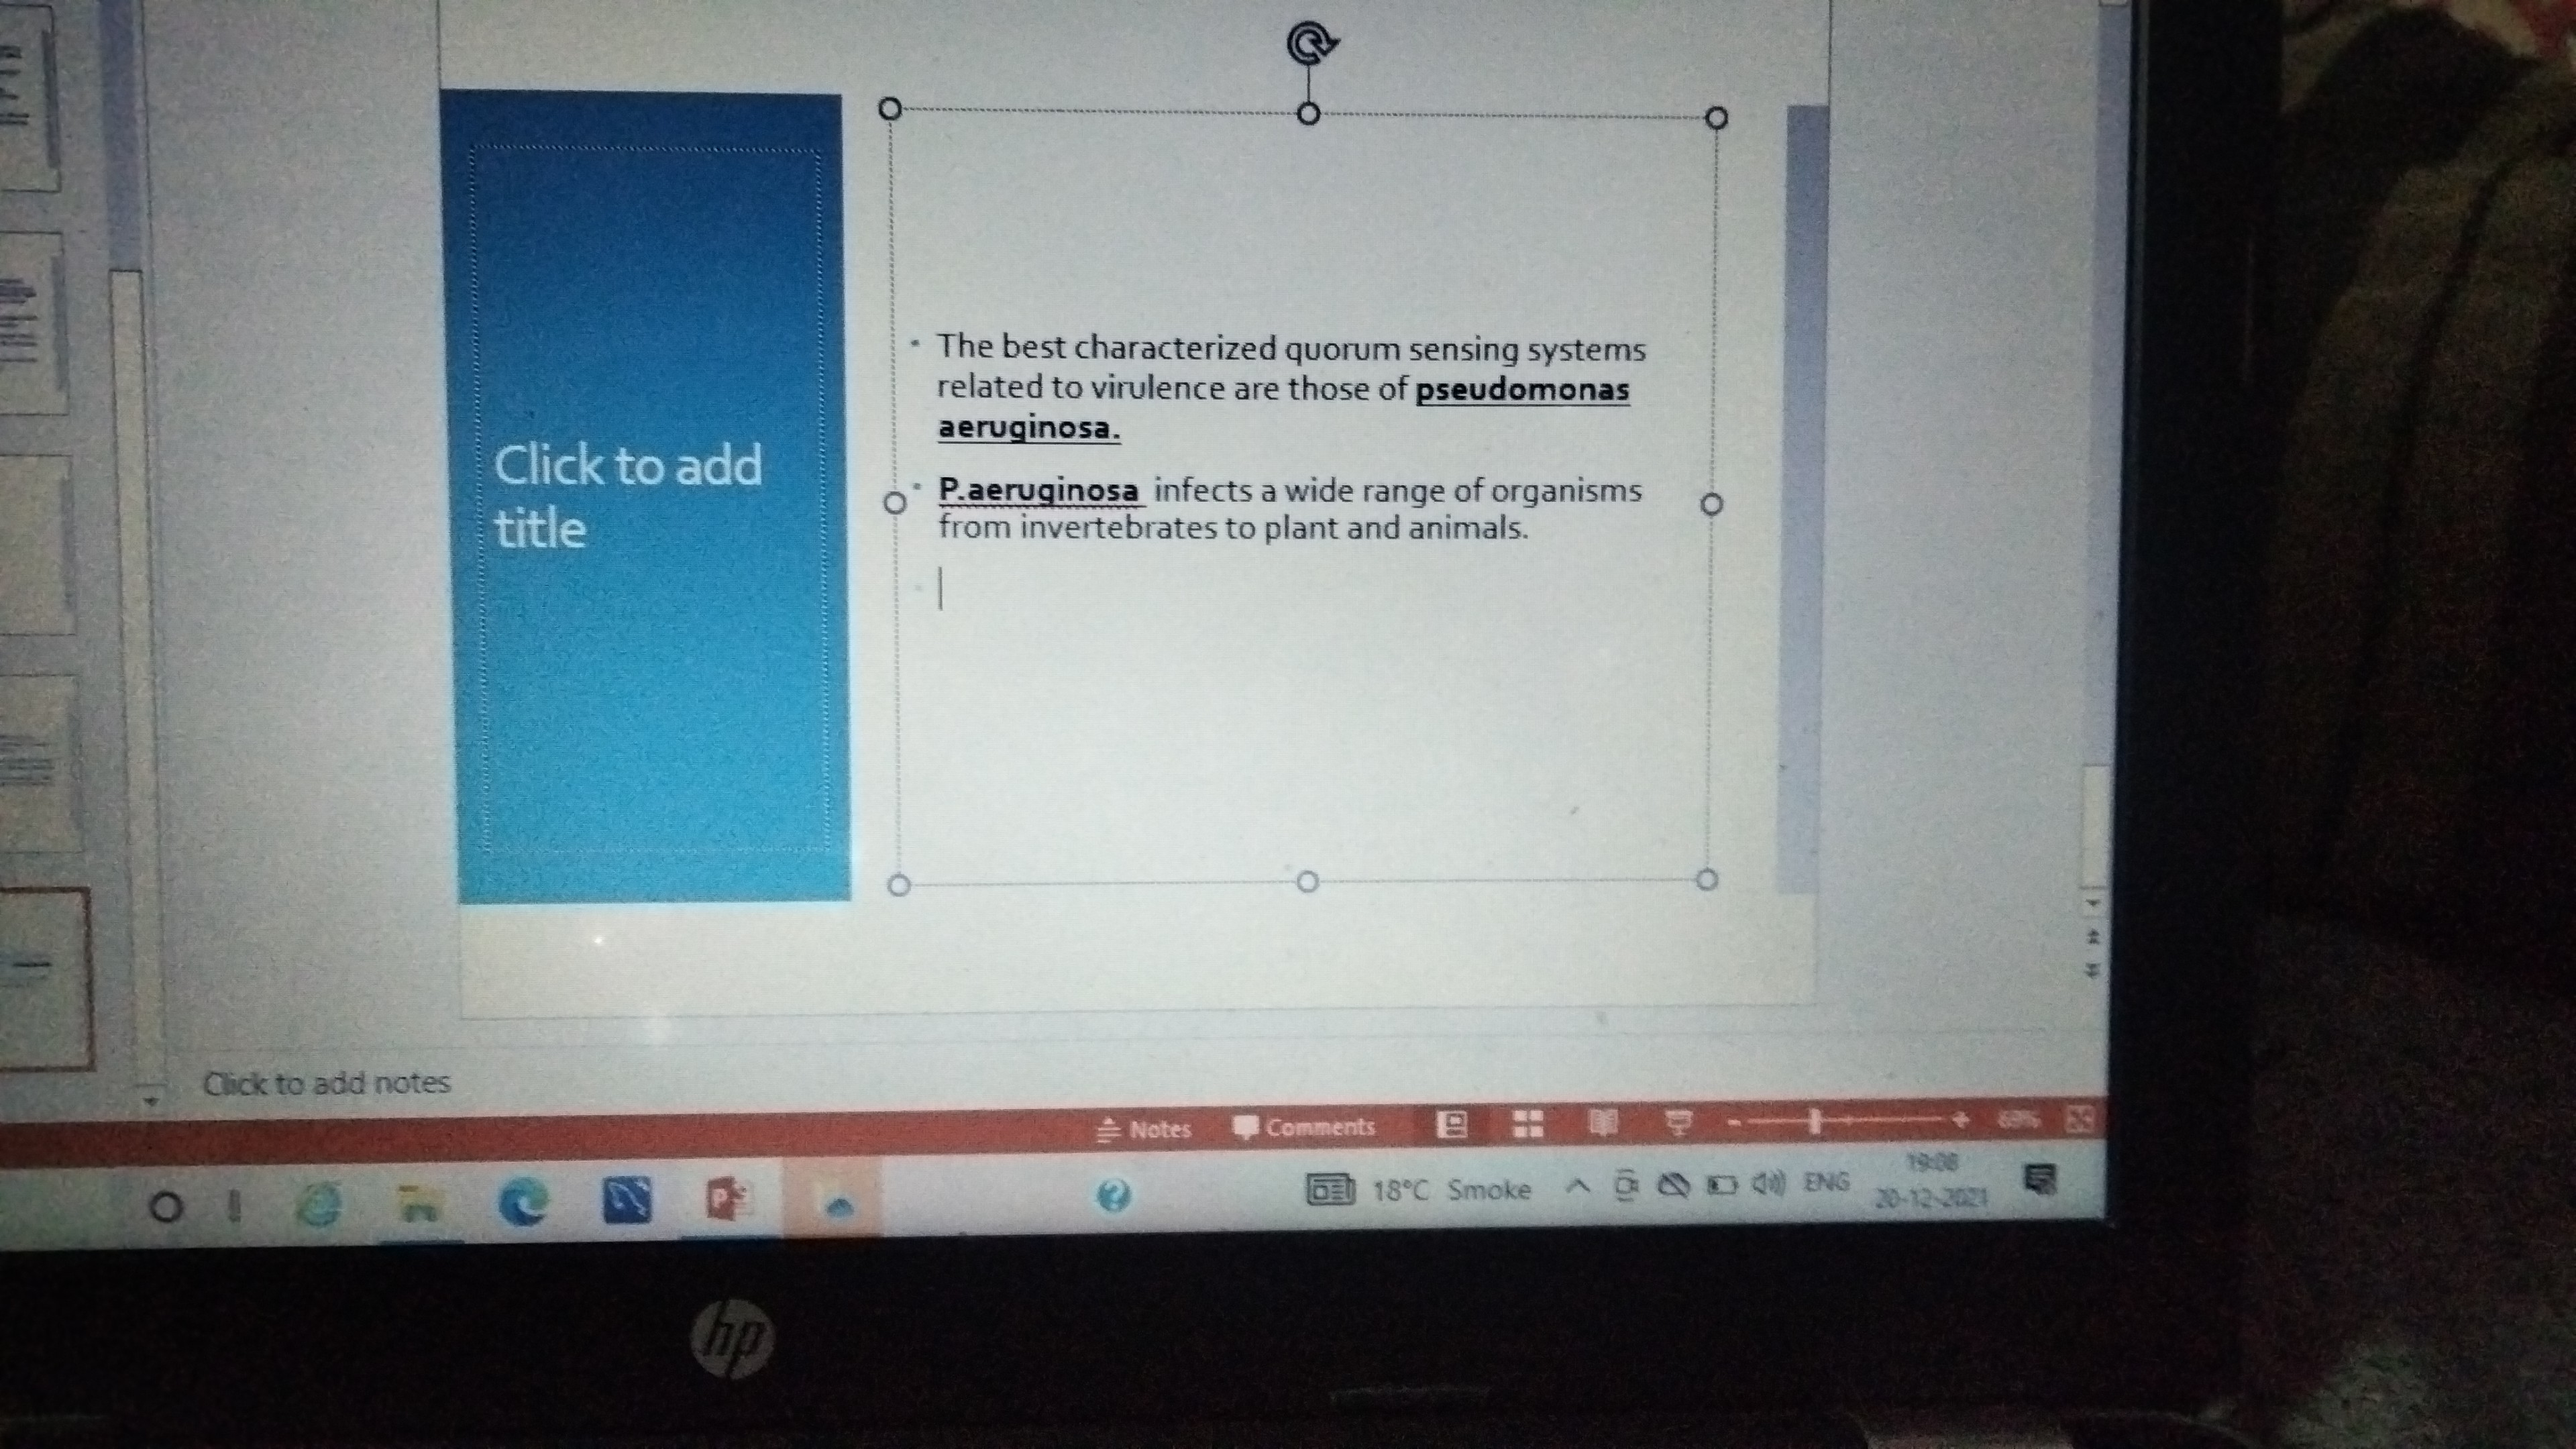 The best characterized quorum sensing systems
related to virulence are those of pseudomonas
aeruginosa.
P.aeruginosa infects a wide range of organisms
from invertebrates to plant and animals.
Click to add
title
Click to add notes
Notes
Comments
69%
18°C Smoke
ENG
19:08
20-12-2021
hp